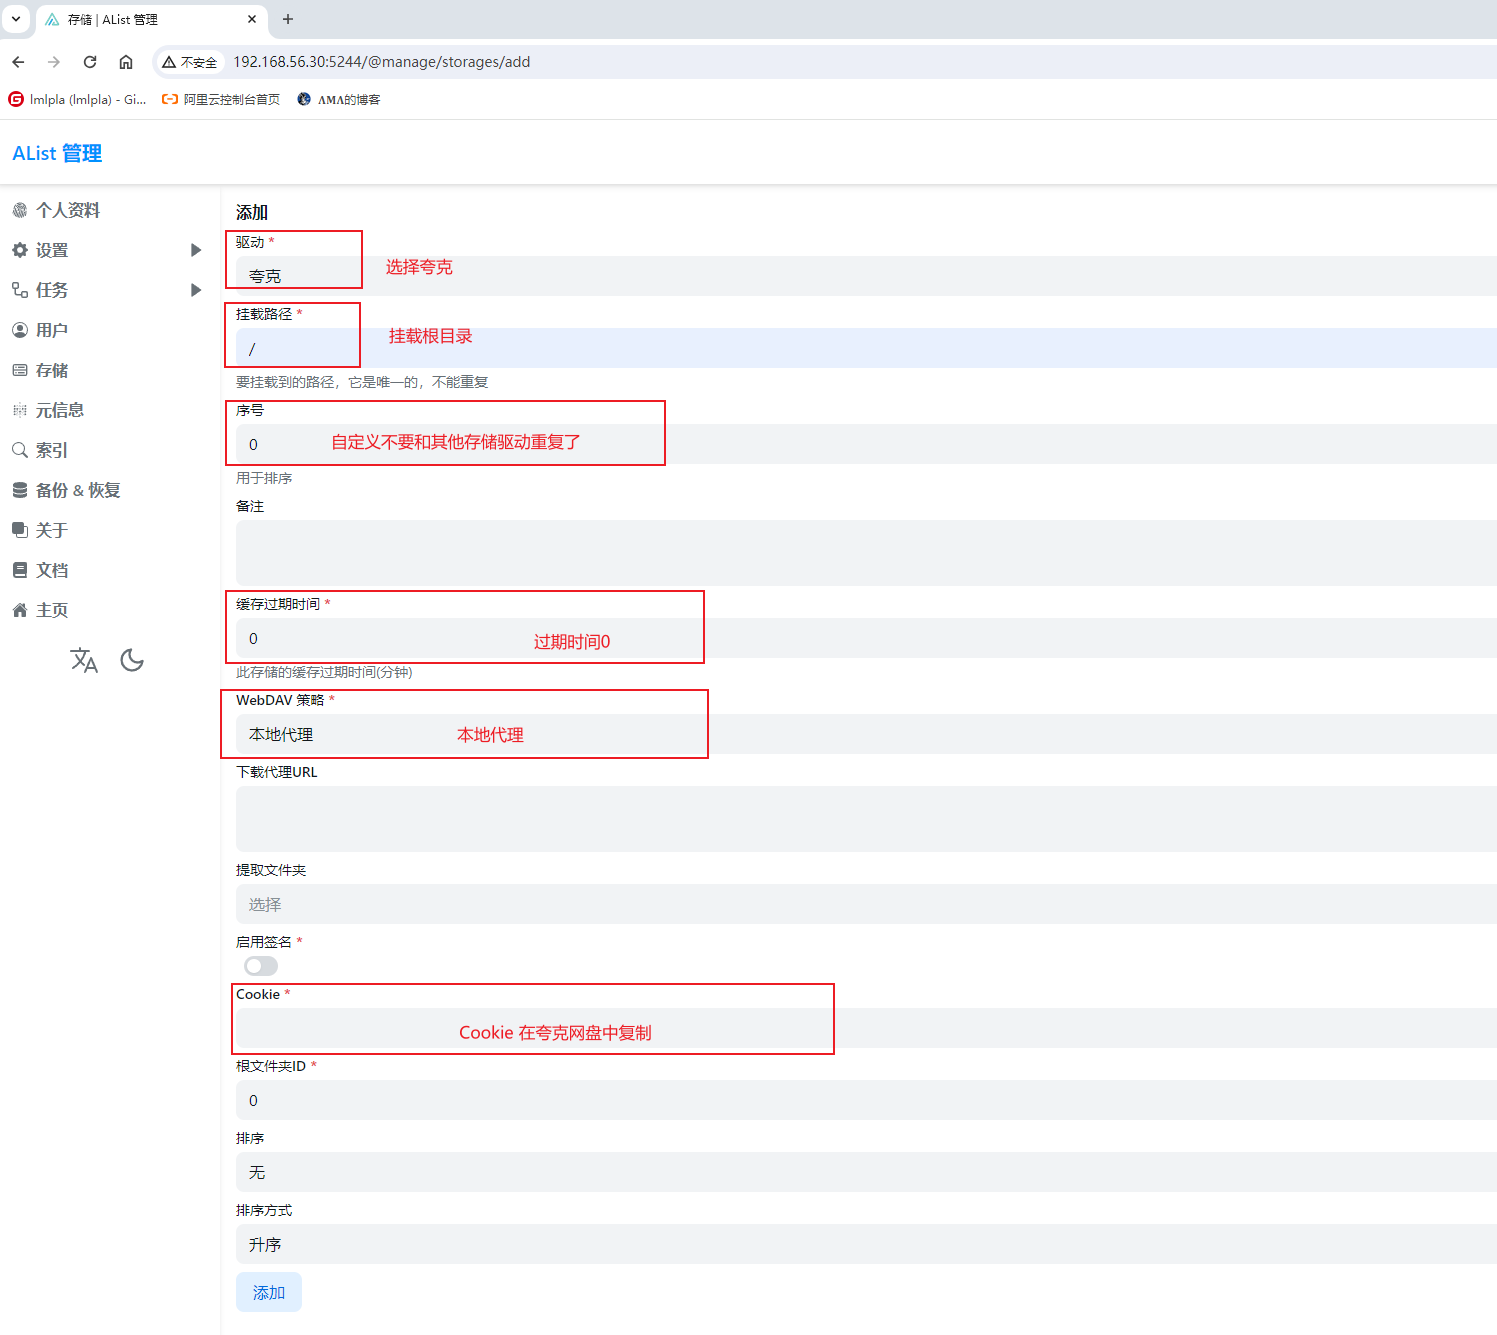 存储 | AList 管理
不安全 192.168.56.30:5244/@manage/storages/add
lmlpla (lmlpla) - Gi... 阿里云控制台首页 ΛMΛ的博客
AList 管理
个人资料
设置
任务
用户
存储
元信息
索引
备份 & 恢复
关于
文档
主页
添加
驱动 *
夸克 选择夸克
挂载路径 *
/ 挂载根目录
要挂载到的路径，它是唯一的，不能重复
序号
0 自定义不要和其他存储驱动重复了
用于排序
备注
缓存过期时间 *
0 过期时间0
此存储的缓存过期时间(分钟)
WebDAV 策略 *
本地代理 本地代理
下载代理URL
提取文件夹
选择
启用签名 *
Cookie *
Cookie 在夸克网盘中复制
根文件夹ID *
0
排序
无
排序方式
升序
添加